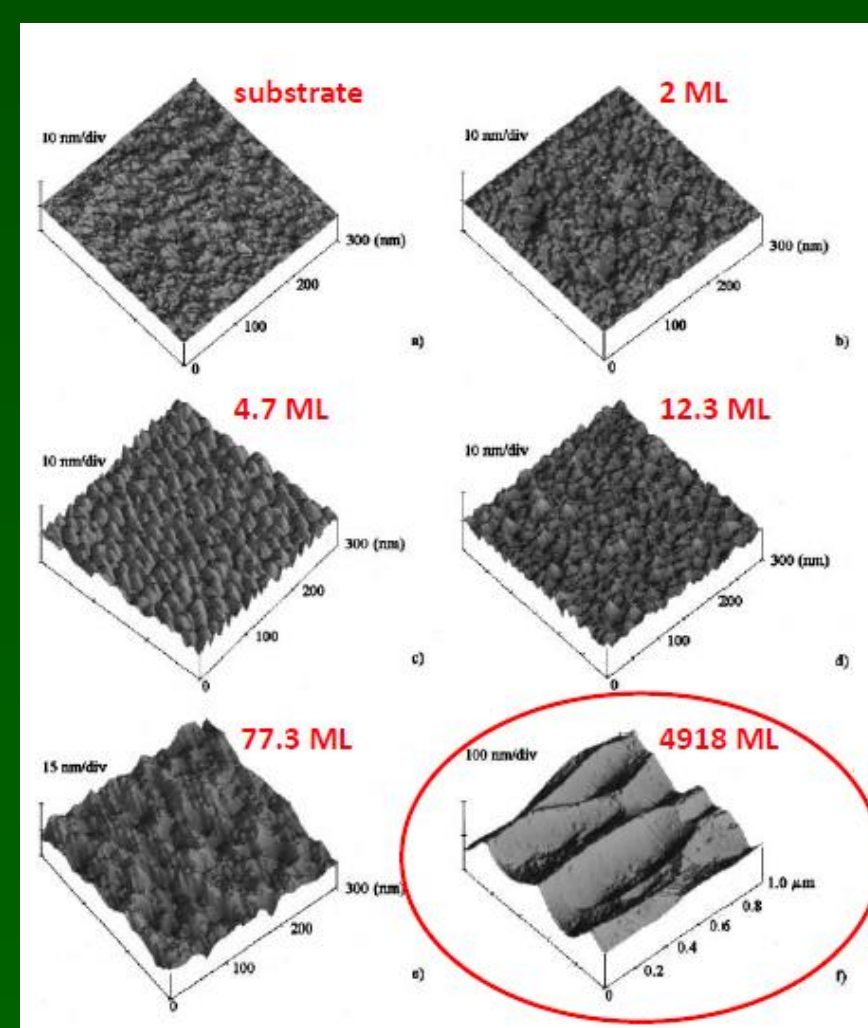 substrate
10 nm/div
300 (nm)
200
100
0
a)
2 ML
10 nm/div
300 (nm)
200
100
0
b)
4.7 ML
10 nm/div
300 (nm)
200
100
0
c)
12.3 ML
10 nm/div
300 (nm)
200
100
0
d)
77.3 ML
15 nm/div
300 (nm)
200
100
0
e)
4918 ML
100 nm/div
1.0 μm
0.8
0.6
0.4
0.2
0
f)